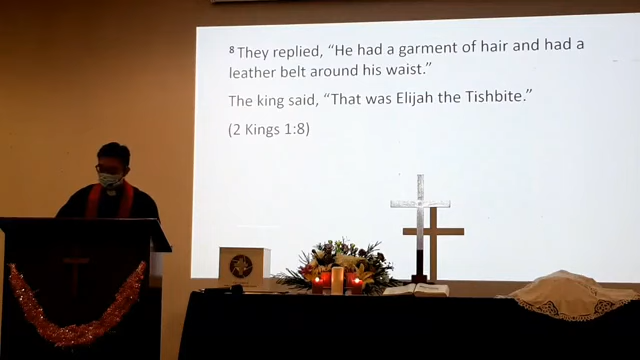 8 They replied, “He had a garment of hair and had a
leather belt around his waist.”
The king said, “That was Elijah the Tishbite.”
(2 Kings 1:8)